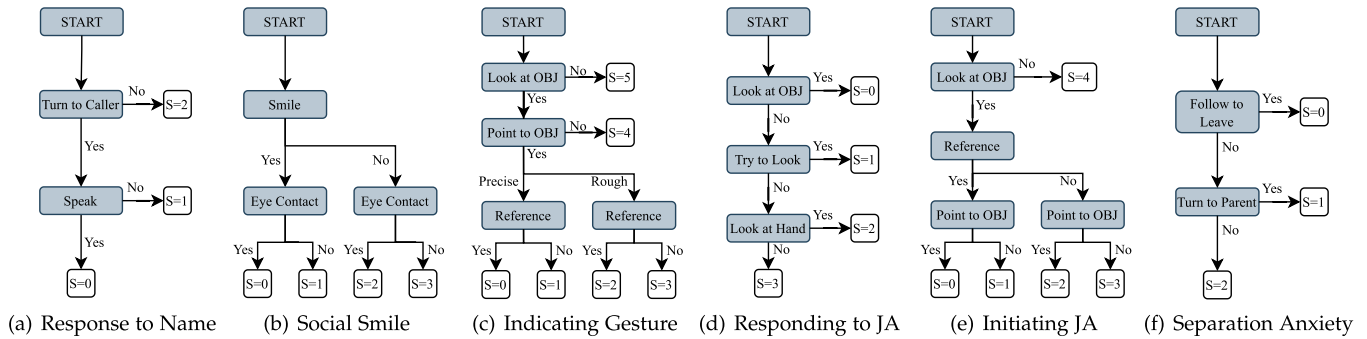 START
Turn to Caller
No
S=2
Yes
Speak
No
S=1
Yes
S=0
(a) Response to Name
START
Smile
Yes
No
Eye Contact
Eye Contact
Yes
No
Yes
No
S=0
S=1
S=2
S=3
(b) Social Smile
START
Look at OBJ
No
S=5
Yes
Point to OBJ
No
S=4
Yes
Precise
Rough
Reference
Reference
Yes
No
Yes
No
S=0
S=1
S=2
S=3
(c) Indicating Gesture
START
Look at OBJ
Yes
S=0
No
Try to Look
Yes
S=1
No
Look at Hand
Yes
S=2
No
S=3
(d) Responding to JA
START
Look at OBJ
No
S=4
Yes
Reference
Yes
No
Point to OBJ
Point to OBJ
Yes
No
Yes
No
S=0
S=1
S=2
S=3
(e) Initiating JA
START
Follow to
Leave
Yes
S=0
No
Turn to Parent
Yes
S=1
No
S=2
(f) Separation Anxiety